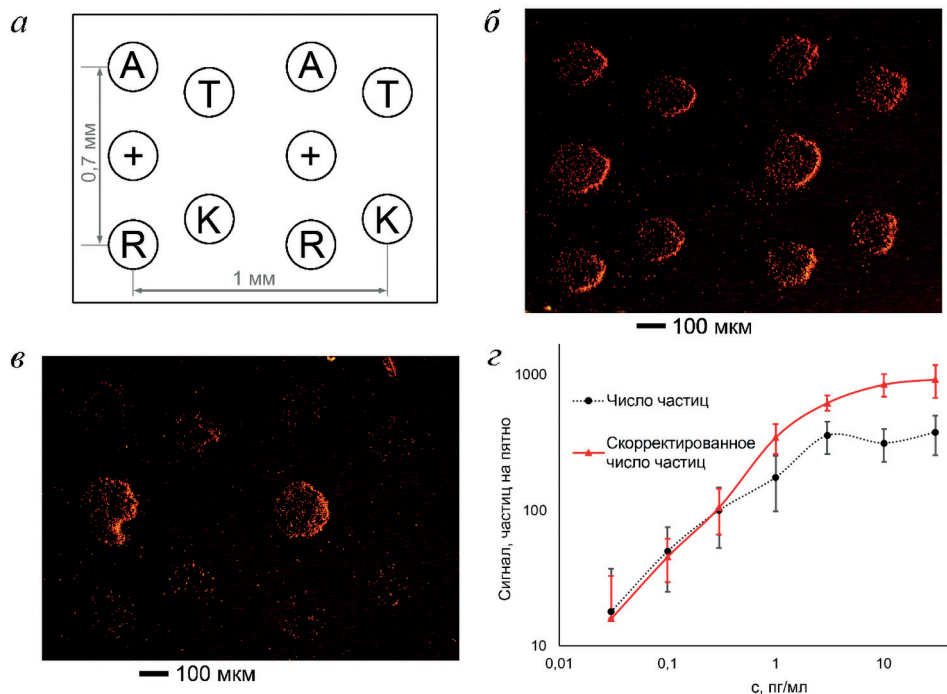 а
A T A T
+ +
R K R K
0,7 мм
1 мм
б
100 мкм
в
100 мкм
г
Сигнал, частиц на пятно
1000
100
10
Число частиц
Скорректированное
число частиц
0,01 0,1 1 10
с, пг/мл